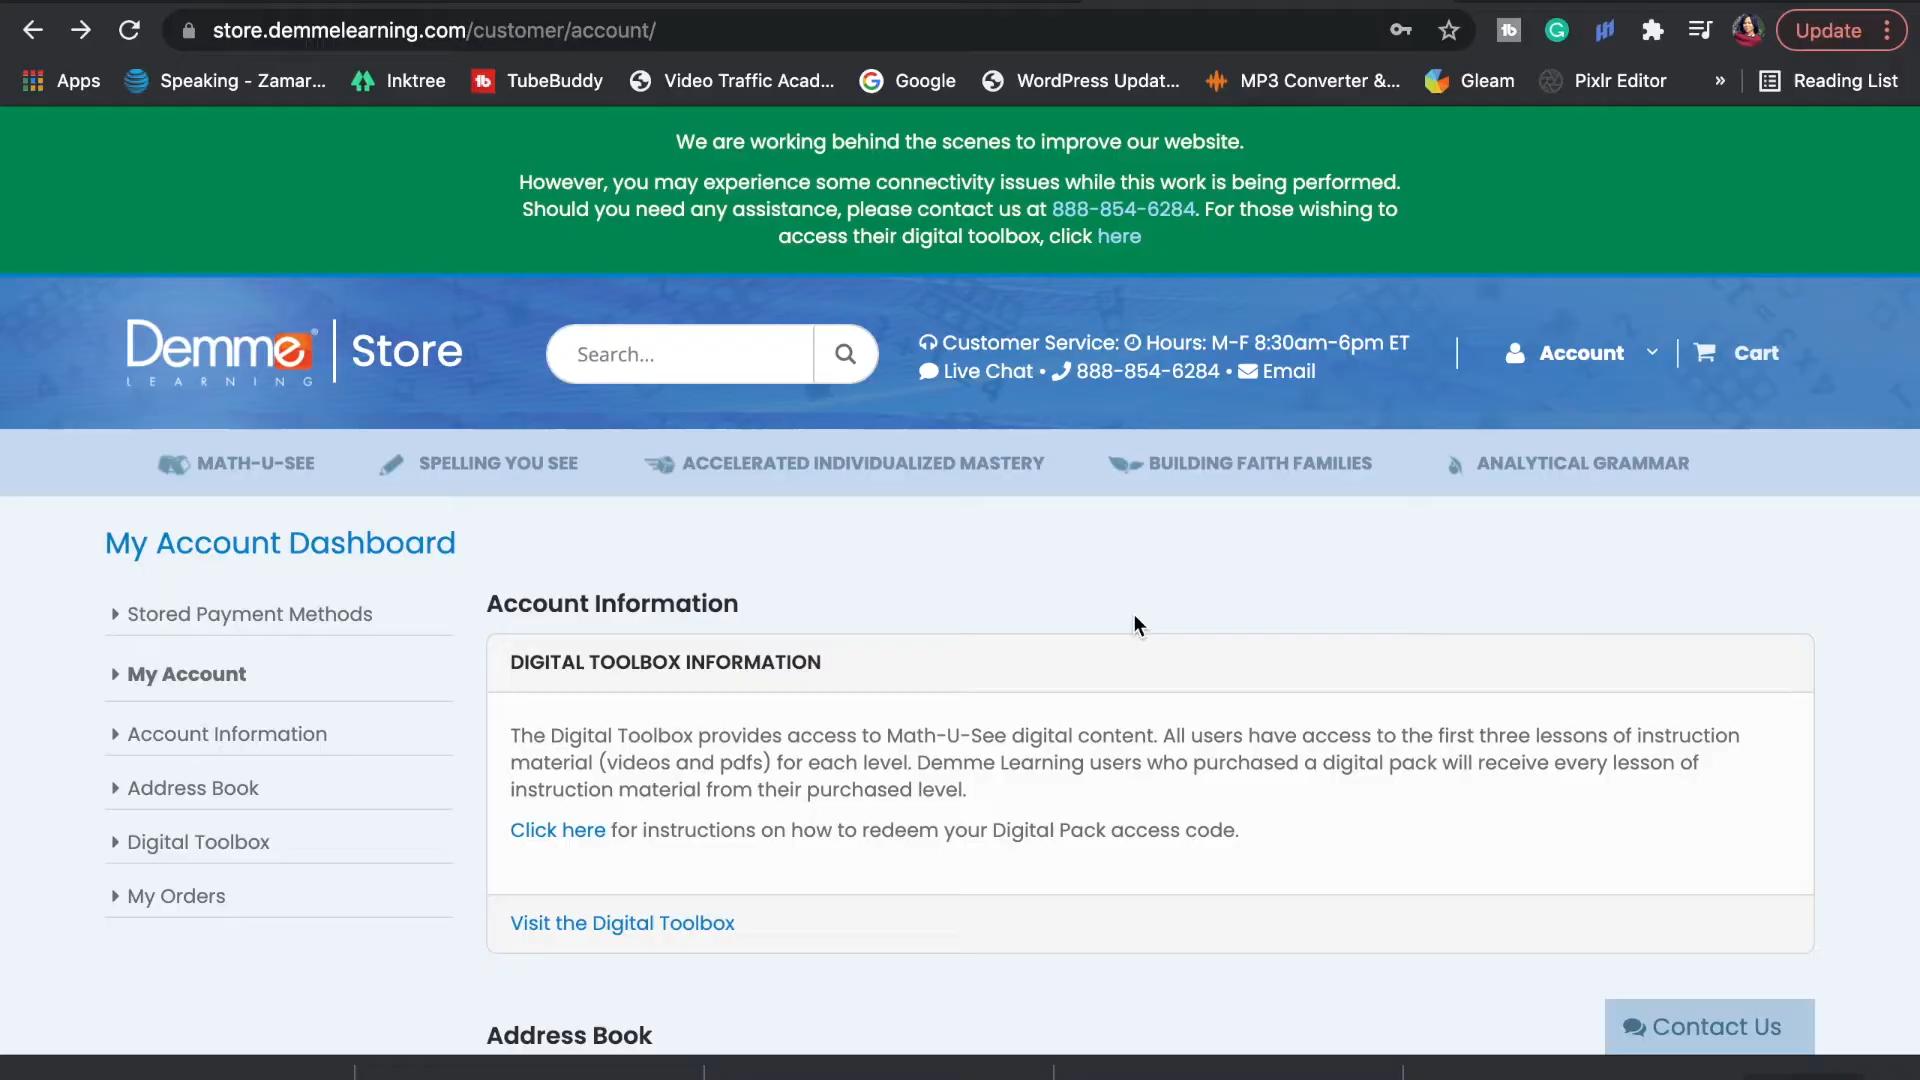 store.demmelearning.com/customer/account/
Update
Apps
Speaking - Zamar...
Inktree
TubeBuddy
Video Traffic Acad...
Google
WordPress Updat...
MP3 Converter &...
Gleam
Pixlr Editor
»
Reading List
We are working behind the scenes to improve our website.
However, you may experience some connectivity issues while this work is being performed.
Should you need any assistance, please contact us at 888-854-6284. For those wishing to
access their digital toolbox, click here
Demme
LEARNING
Store
Search...
Customer Service: Hours: M-F 8:30am-6pm ET
Live Chat • 888-854-6284 • Email
Account
Cart
MATH-U-SEE
SPELLING YOU SEE
ACCELERATED INDIVIDUALIZED MASTERY
BUILDING FAITH FAMILIES
ANALYTICAL GRAMMAR
My Account Dashboard
Stored Payment Methods
My Account
Account Information
Address Book
Digital Toolbox
My Orders
Account Information
DIGITAL TOOLBOX INFORMATION
The Digital Toolbox provides access to Math-U-See digital content. All users have access to the first three lessons of instruction
material (videos and pdfs) for each level. Demme Learning users who purchased a digital pack will receive every lesson of
instruction material from their purchased level.
Click here for instructions on how to redeem your Digital Pack access code.
Visit the Digital Toolbox
Address Book
Contact Us